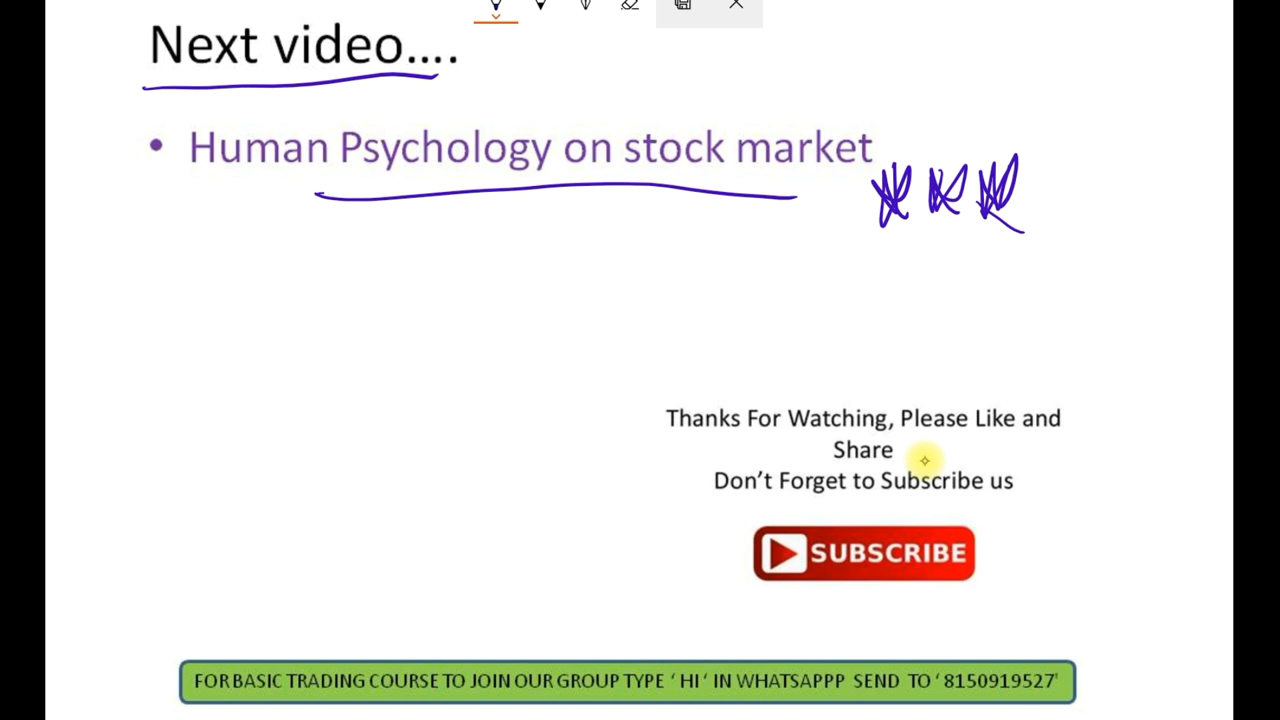 Next video....
• Human Psychology on stock market
Thanks For Watching, Please Like and
Share
Don’t Forget to Subscribe us
SUBSCRIBE
FOR BASIC TRADING COURSE TO JOIN OUR GROUP TYPE ‘ HI ‘ IN WHATSAPPP SEND TO ‘ 8150919527’